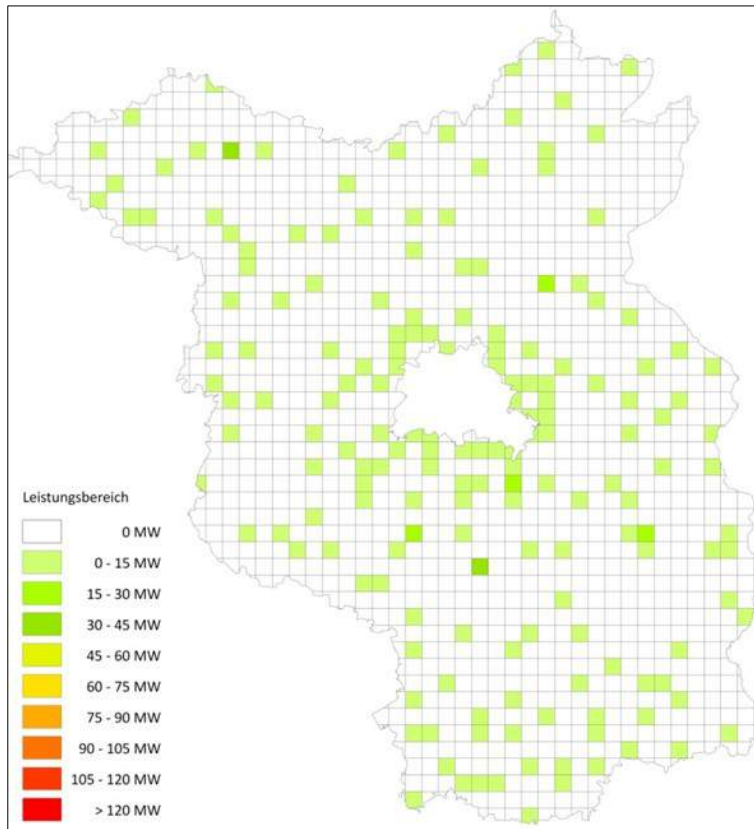 Leistungsbereich
0 MW
0 - 15 MW
15 - 30 MW
30 - 45 MW
45 - 60 MW
60 - 75 MW
75 - 90 MW
90 - 105 MW
105 - 120 MW
> 120 MW